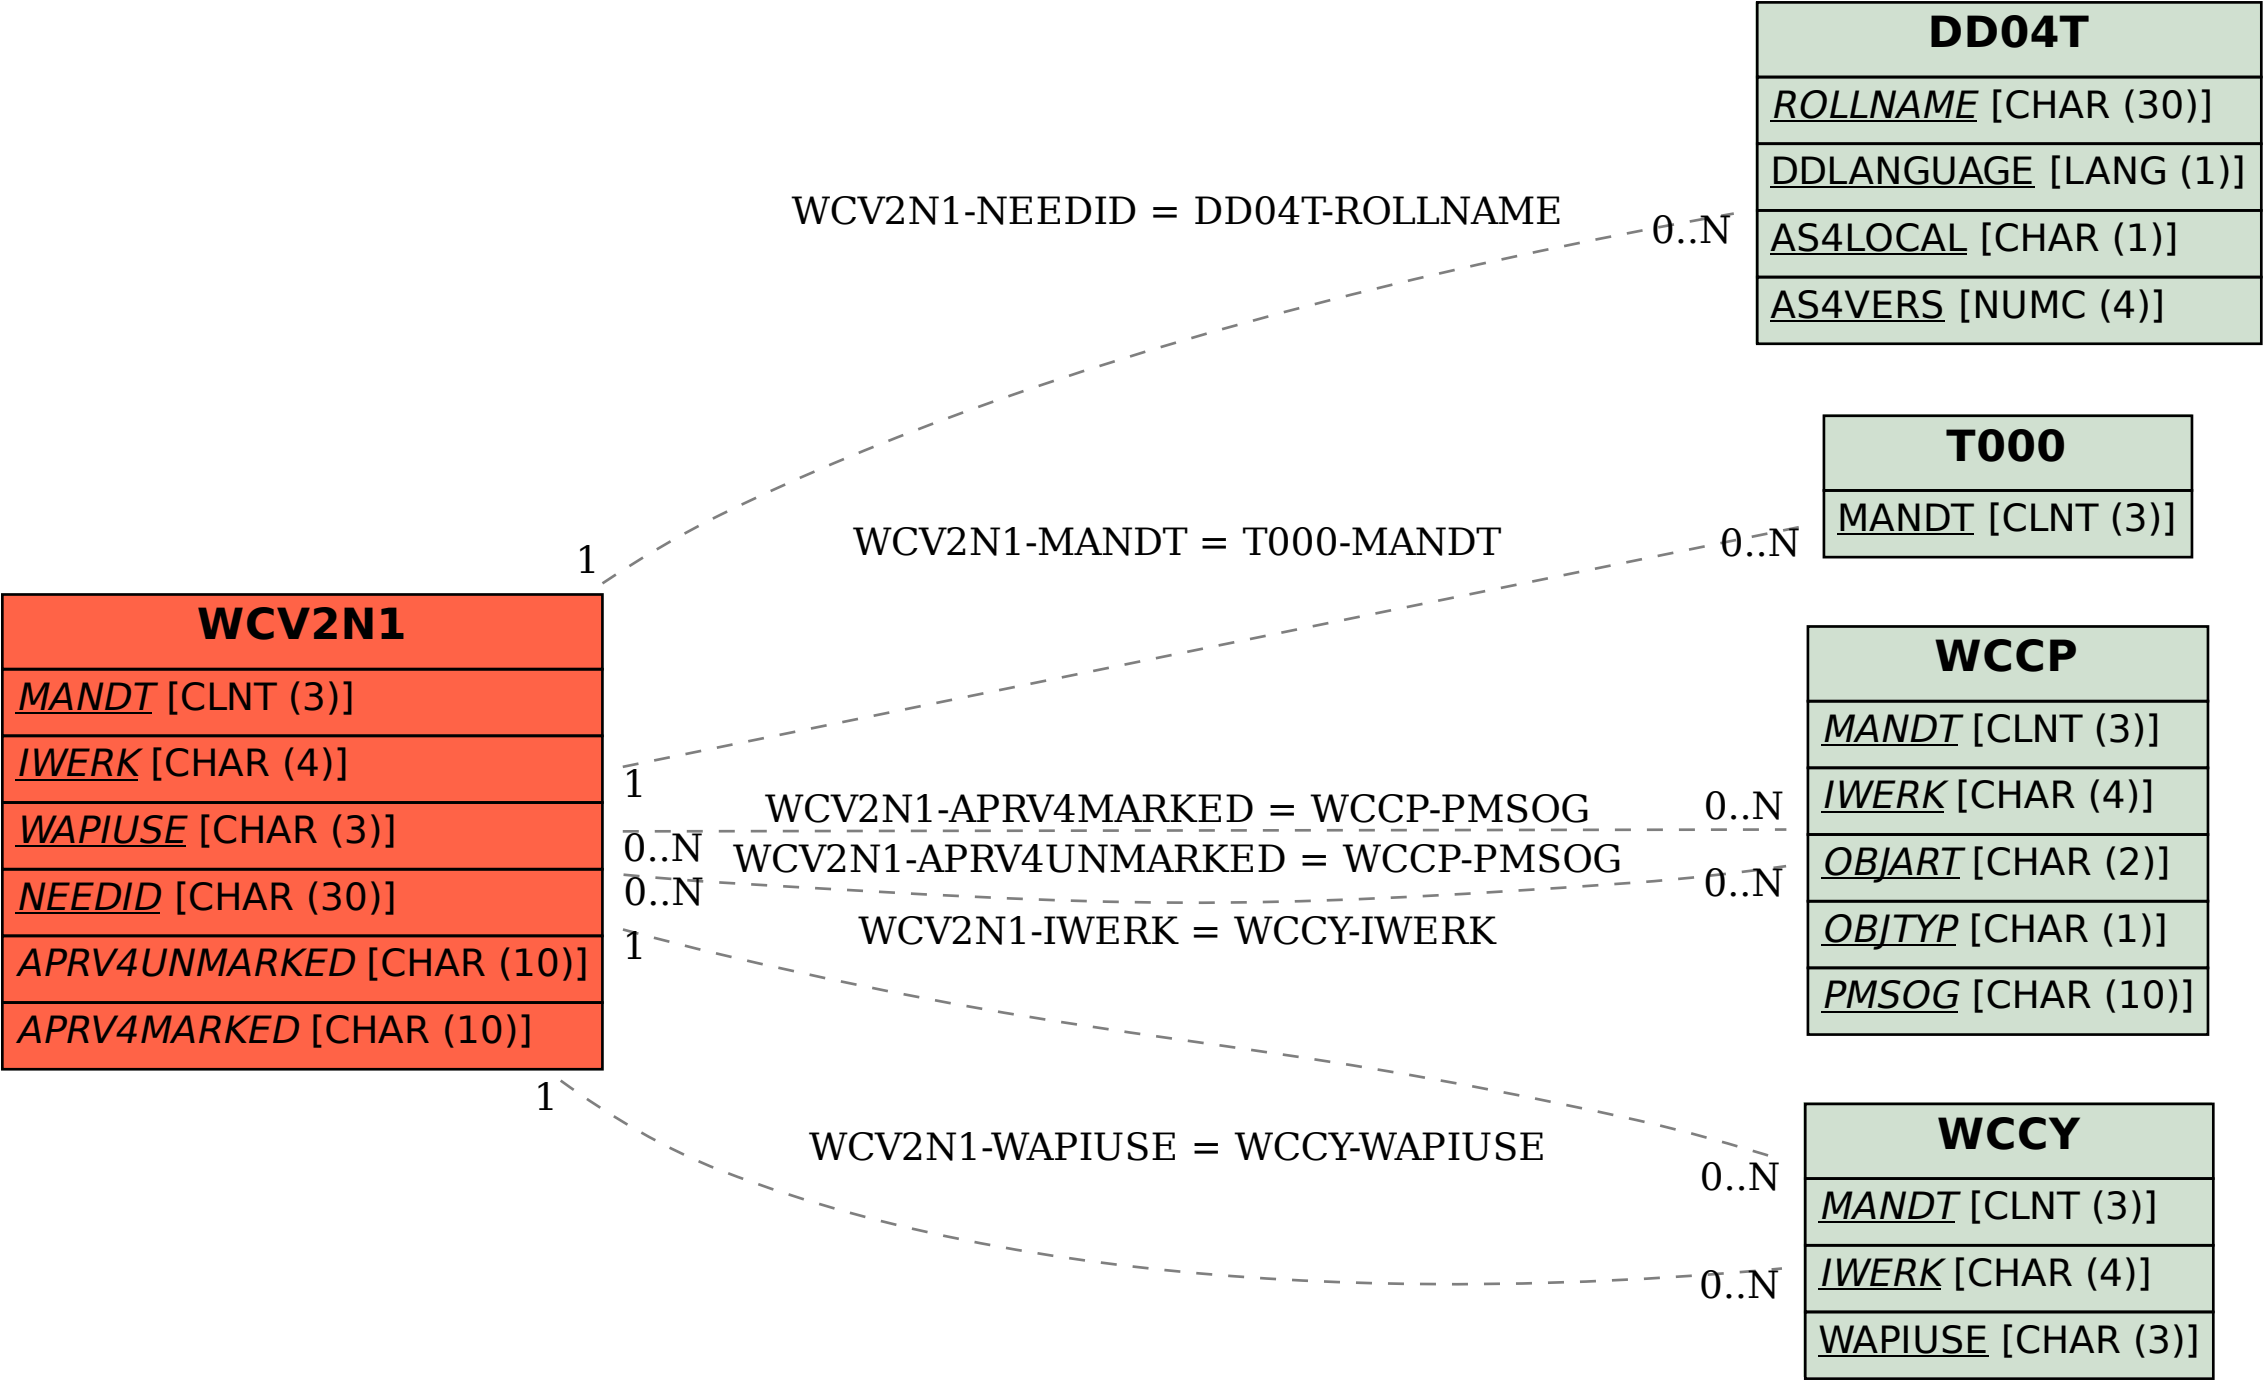 DD04T
ROLLNAME [CHAR (30)]
DDLANGUAGE [LANG (1)]
AS4LOCAL [CHAR (1)]
AS4VERS [NUMC (4)]
WCV2N1-NEEDID = DD04T-ROLLNAME
0..N
1
T000
MANDT [CLNT (3)]
WCV2N1-MANDT = T000-MANDT
0..N
1
WCV2N1
MANDT [CLNT (3)]
IWERK [CHAR (4)]
WAPIUSE [CHAR (3)]
NEEDID [CHAR (30)]
APRV4UNMARKED [CHAR (10)]
APRV4MARKED [CHAR (10)]
WCV2N1-APRV4MARKED = WCCP-PMSOG
0..N
0..N
WCV2N1-APRV4UNMARKED = WCCP-PMSOG
0..N
0..N
WCCP
MANDT [CLNT (3)]
IWERK [CHAR (4)]
OBJART [CHAR (2)]
OBJTYP [CHAR (1)]
PMSOG [CHAR (10)]
WCV2N1-IWERK = WCCY-IWERK
1
0..N
WCV2N1-WAPIUSE = WCCY-WAPIUSE
1
0..N
WCCY
MANDT [CLNT (3)]
IWERK [CHAR (4)]
WAPIUSE [CHAR (3)]